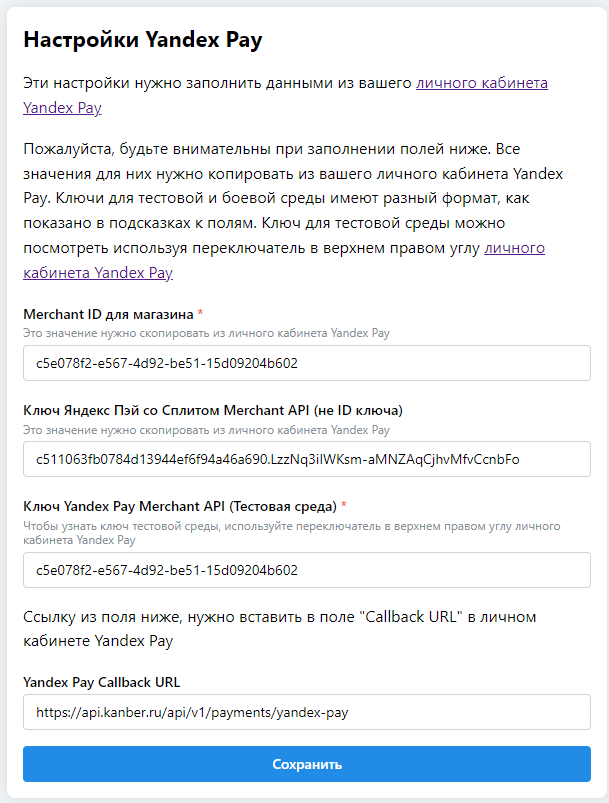 Настройки Yandex Pay
Эти настройки нужно заполнить данными из вашего личного кабинета
Yandex Pay
Пожалуйста, будьте внимательны при заполнении полей ниже. Все
значения для них нужно копировать из вашего личного кабинета Yandex
Pay. Ключи для тестовой и боевой среды имеют разный формат, как
показано в подсказках к полям. Ключ для тестовой среды можно
посмотреть используя переключатель в верхнем правом углу личного
кабинета Yandex Pay
Merchant ID для магазина *
Это значение нужно скопировать из личного кабинета Yandex Pay
c5e078f2-e567-4d92-be51-15d09204b602
Ключ Яндекс Пэй со Сплитом Merchant API (не ID ключа)
Это значение нужно скопировать из личного кабинета Yandex Pay
c511063fb0784d13944ef6f94a46a690.LzzNq3iIWKsm-aMNZAqCjhvMfvCcnbFo
Ключ Yandex Pay Merchant API (Тестовая среда) *
Чтобы узнать ключ тестовой среды, используйте переключатель в верхнем правом углу личного
кабинета Yandex Pay
c5e078f2-e567-4d92-be51-15d09204b602
Ссылку из поля ниже, нужно вставить в поле "Callback URL" в личном
кабинете Yandex Pay
Yandex Pay Callback URL
https://api.kanber.ru/api/v1/payments/yandex-pay
Сохранить